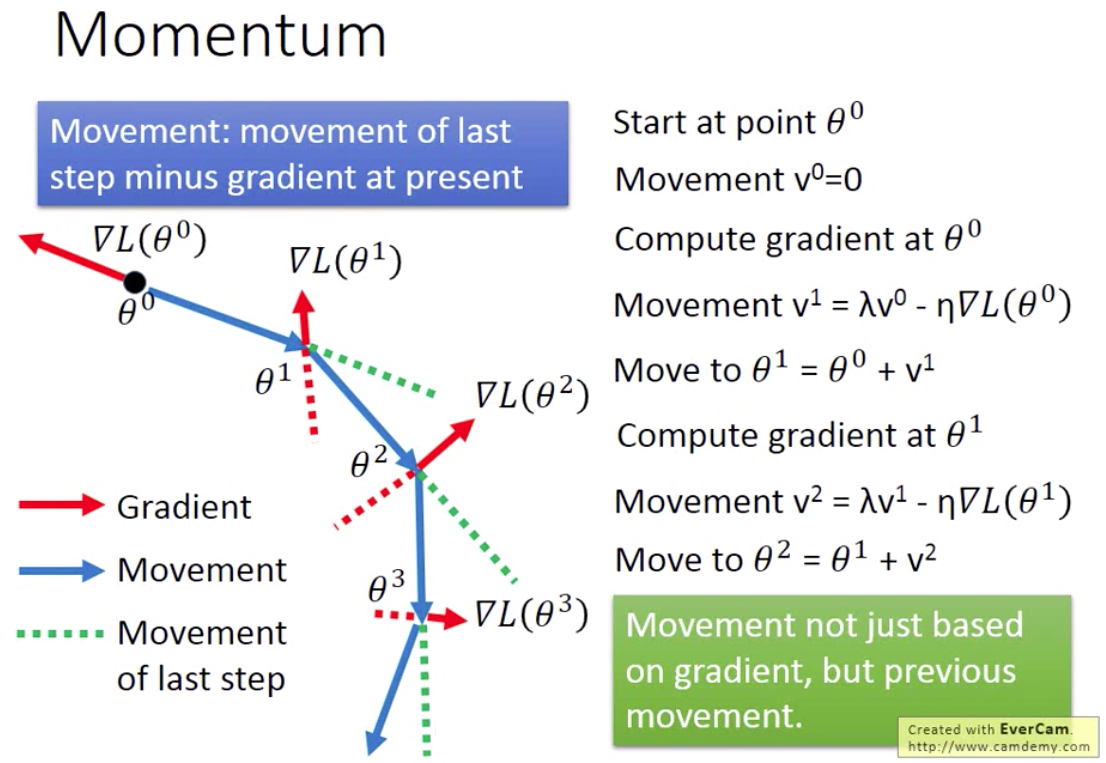 Momentum
Movement: movement of last
step minus gradient at present
∇L(θ⁰)
θ⁰
∇L(θ¹)
θ¹
∇L(θ²)
θ²
θ³
∇L(θ³)
Gradient
Movement
Movement
of last step
Start at point θ⁰
Movement v⁰=0
Compute gradient at θ⁰
Movement v¹ = λv⁰ - η∇L(θ⁰)
Move to θ¹ = θ⁰ + v¹
Compute gradient at θ¹
Movement v² = λv¹ - η∇L(θ¹)
Move to θ² = θ¹ + v²
Movement not just based
on gradient, but previous
movement.
Created with EverCam.
http://www.camdemy.com